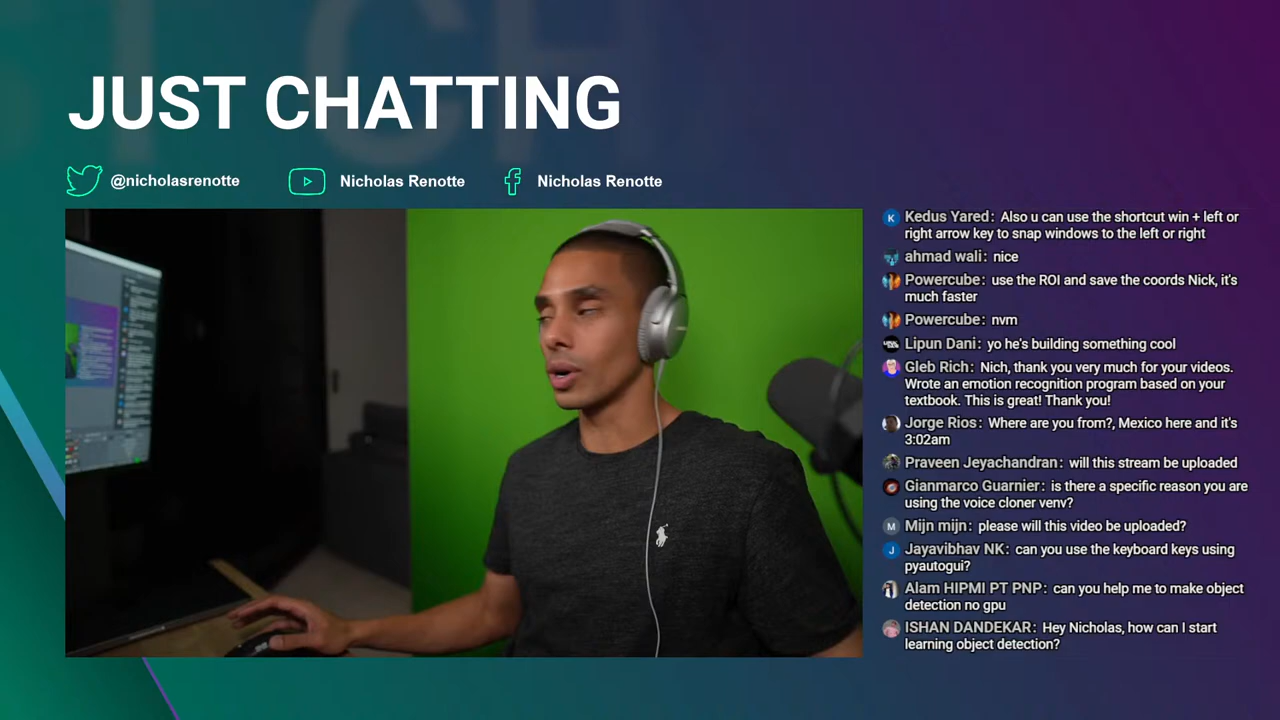 JUST CHATTING
@nicholasrenotte
Nicholas Renotte
Nicholas Renotte
Kedus Yared: Also u can use the shortcut win + left or
right arrow key to snap windows to the left or right
ahmad wali: nice
Powercube: use the ROI and save the coords Nick, it's
much faster
Powercube: nvm
Lipun Dani: yo he's building something cool
Gleb Rich: Nich, thank you very much for your videos.
Wrote an emotion recognition program based on your
textbook. This is great! Thank you!
Jorge Rios: Where are you from?, Mexico here and it's
3:02am
Praveen Jeyachandran: will this stream be uploaded
Gianmarco Guarnier: is there a specific reason you are
using the voice cloner venv?
M
Mijn mijn: please will this video be uploaded?
J
Jayavibhav NK: can you use the keyboard keys using
pyautogui?
Alam HIPMI PT PNP: can you help me to make object
detection no gpu
ISHAN DANDEKAR: Hey Nicholas, how can I start
learning object detection?